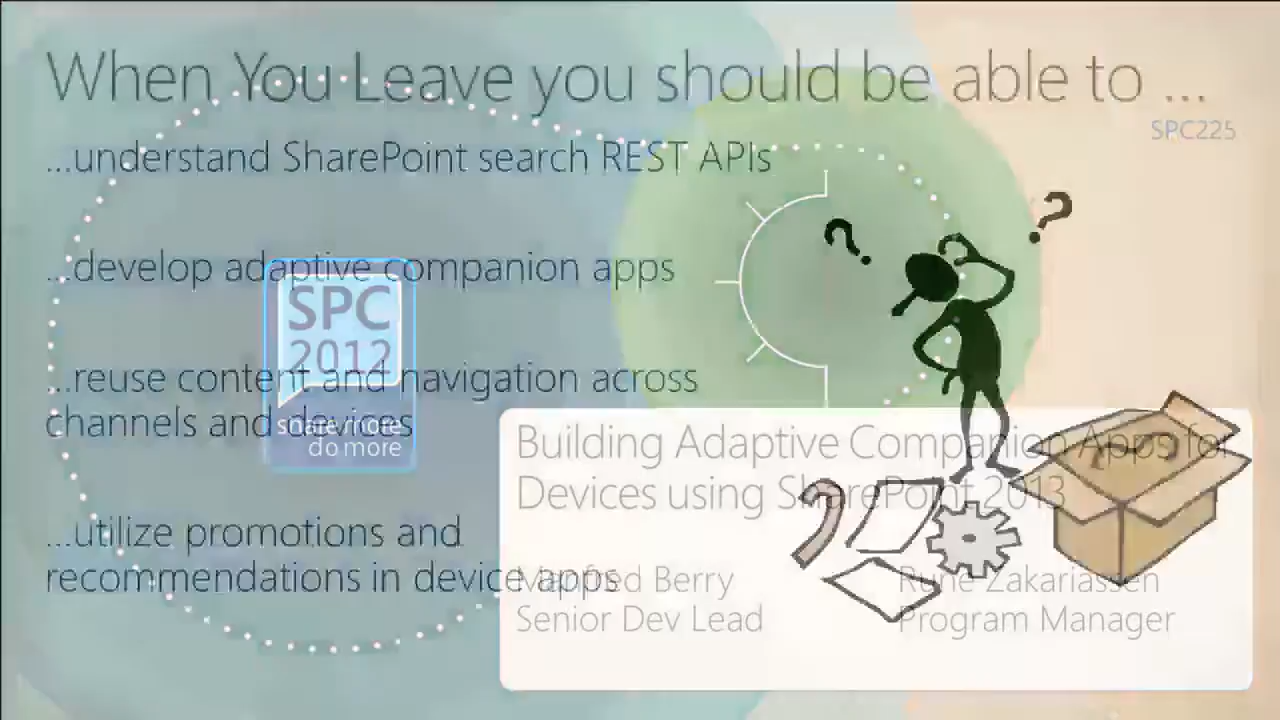 When You Leave you should be able to ...
SPC225
...understand SharePoint search REST APIs
...develop adaptive companion apps
SPC
2012
...reuse content and navigation across
channels and devices
share more
do more
Building Adaptive Companion Apps for
Devices using SharePoint 2013
...utilize promotions and
recommendations in device apps
Manfred Berry
Senior Dev Lead
Rune Zakariassen
Program Manager
? ?